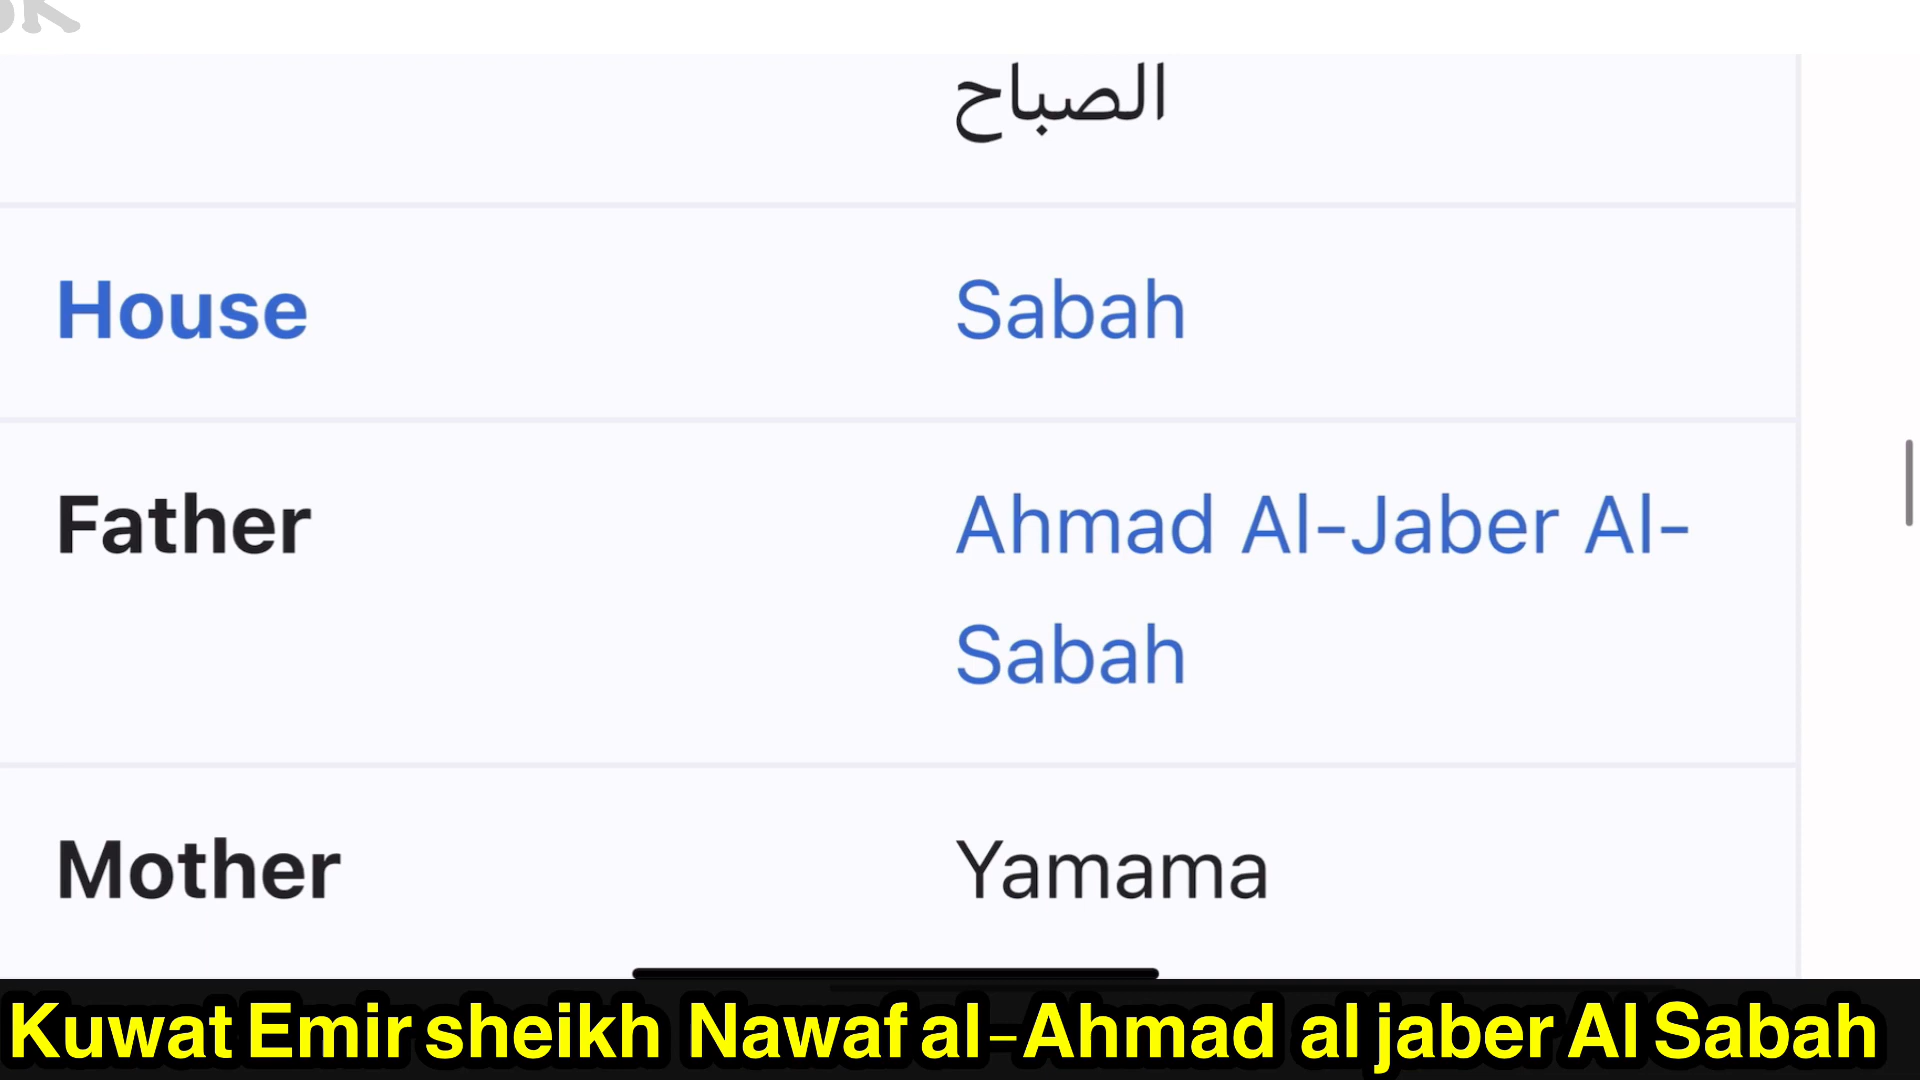 الصباح
House Sabah
Father Ahmad Al-Jaber Al-
Sabah
Mother Yamama
Kuwat Emir sheikh Nawaf al-Ahmad al jaber Al Sabah